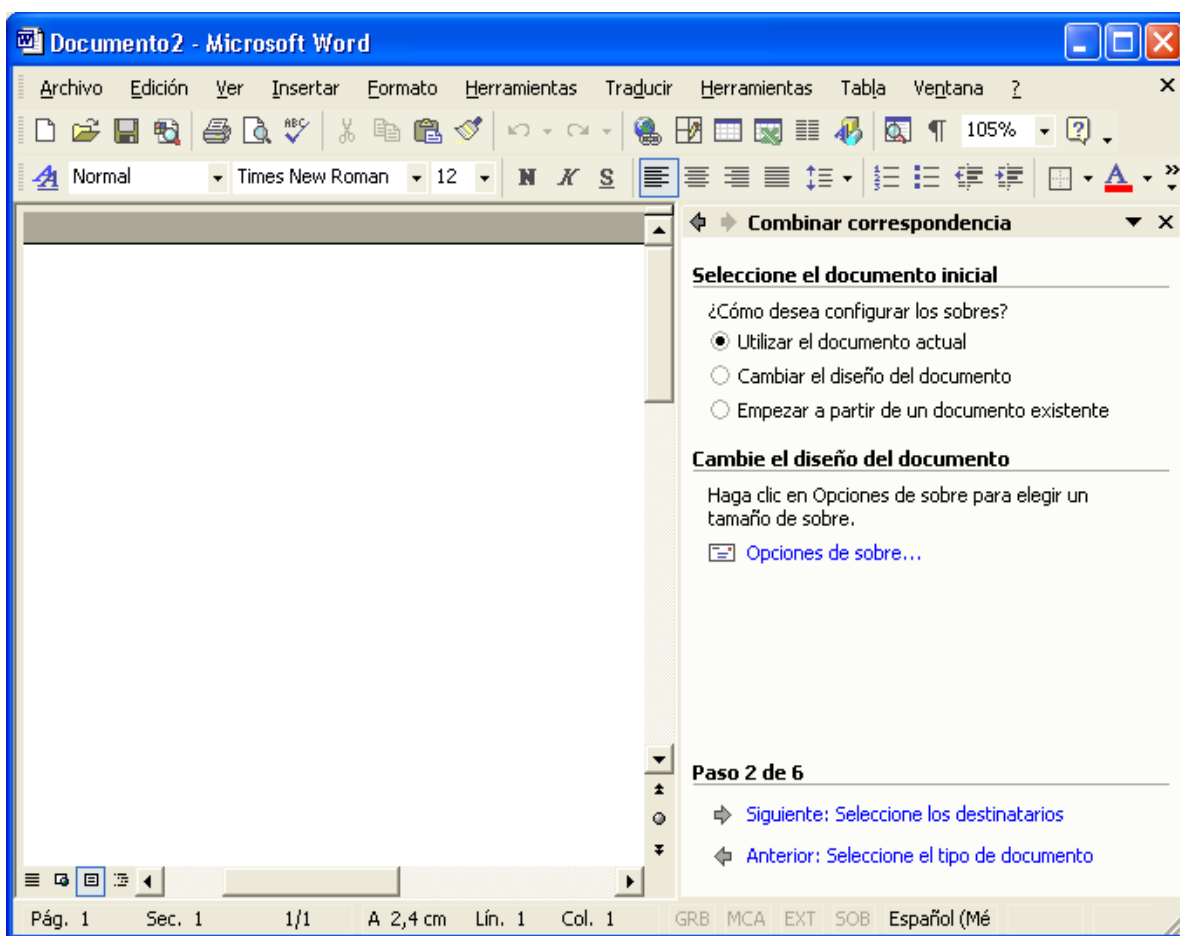 Documento2 - Microsoft Word
Archivo Edición Ver Insertar Formato Herramientas Traducir Herramientas Tabla Ventana ?
ABC 105%
Normal Times New Roman 12 N K S A
Combinar correspondencia
Seleccione el documento inicial
¿Cómo desea configurar los sobres?
Utilizar el documento actual
Cambiar el diseño del documento
Empezar a partir de un documento existente
Cambie el diseño del documento
Haga clic en Opciones de sobre para elegir un
tamaño de sobre.
Opciones de sobre...
Paso 2 de 6
Siguiente: Seleccione los destinatarios
Anterior: Seleccione el tipo de documento
Pág. 1 Sec. 1 1/1 A 2,4 cm Lín. 1 Col. 1 GRB MCA EXT SOB Español (Mé